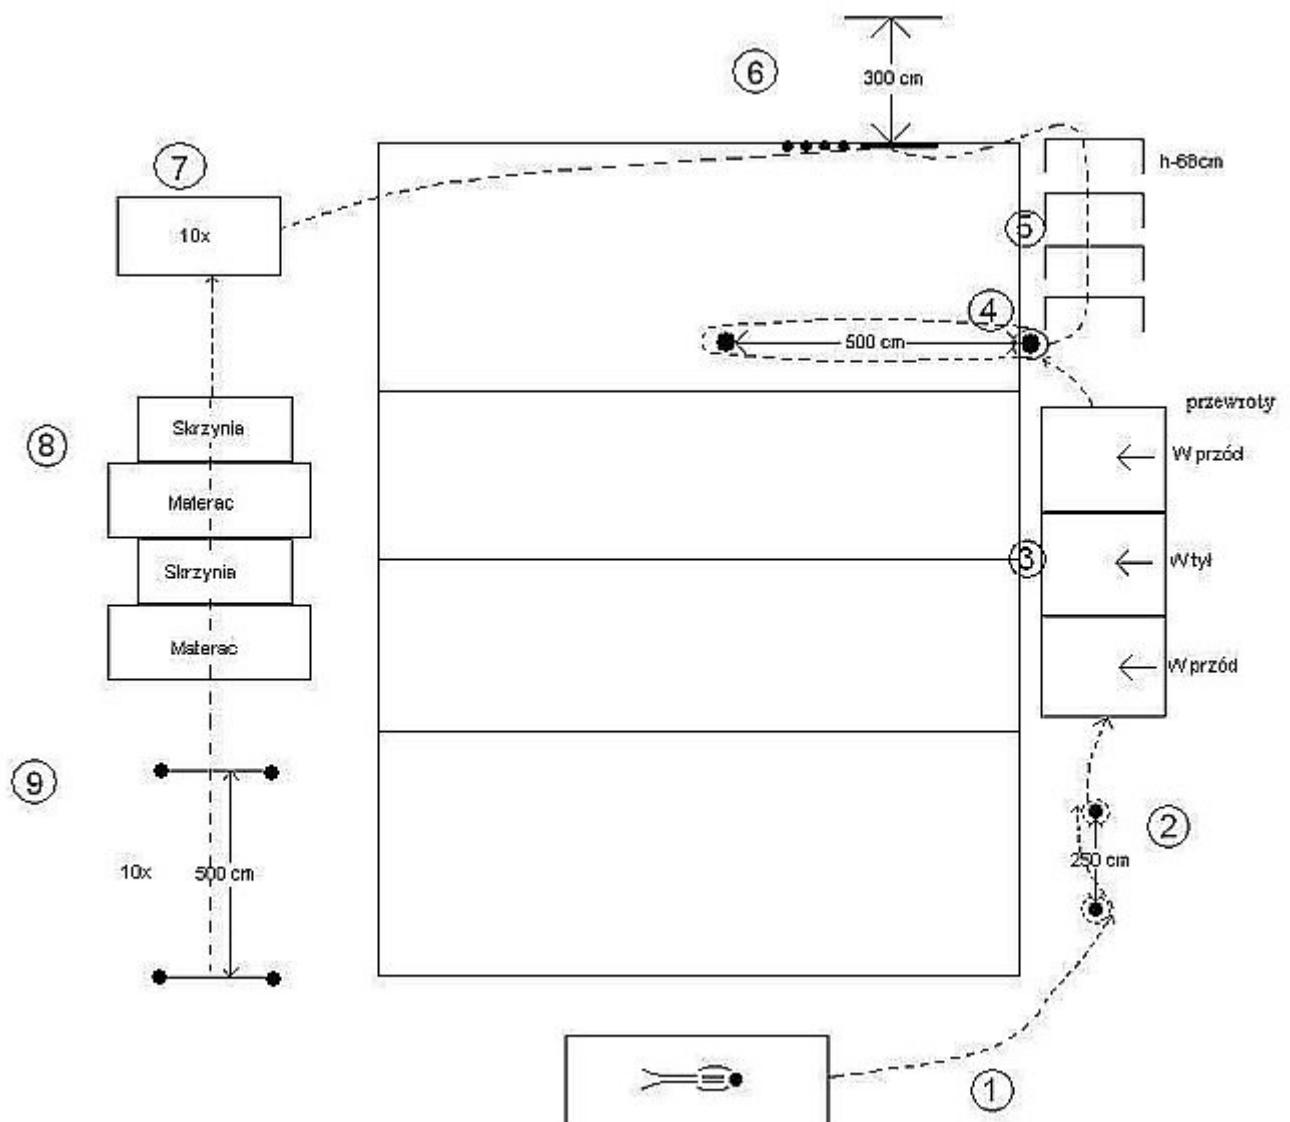 6
300 cm
7
10x
h-68cm
5
4
500 cm
przewroty
8
Skrzynia
W przód
Materac
3
W tył
Skrzynia
Materac
W przód
9
2
10x
500 cm
250 cm
1